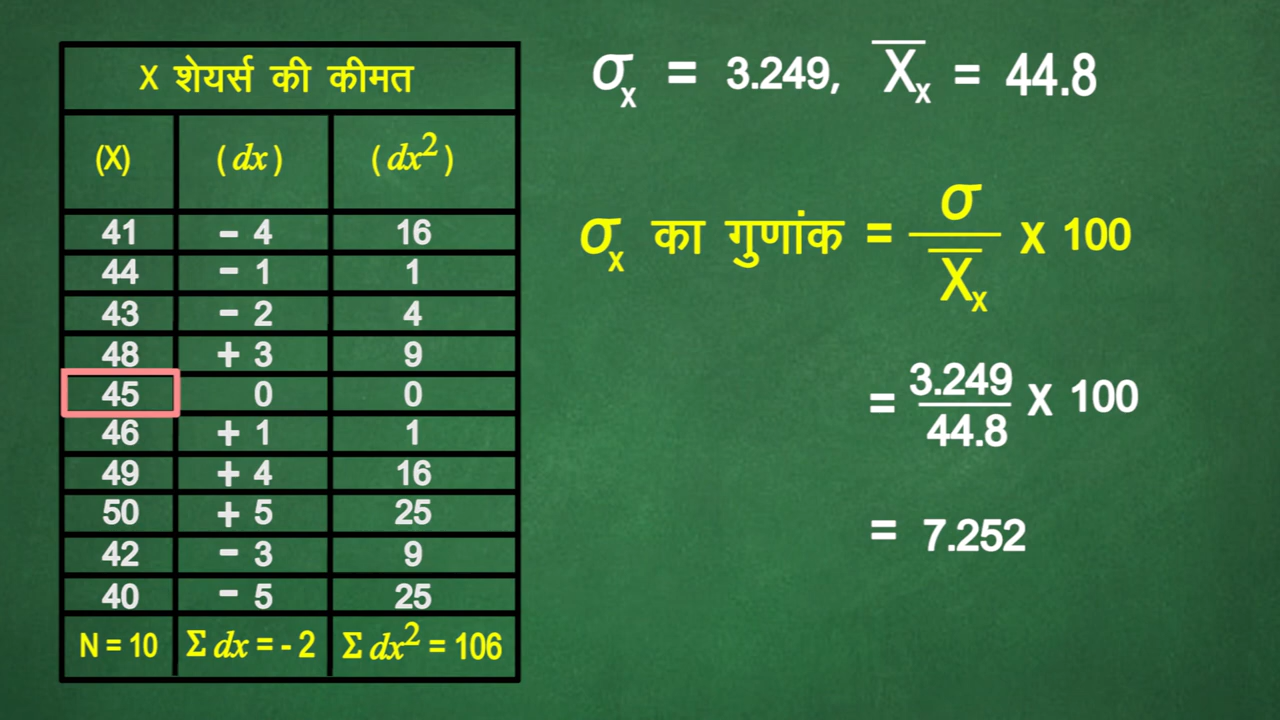 X शेयर्स की कीमत
(X) (dx) (dx²)
41 - 4 16
44 - 1 1
43 - 2 4
48 + 3 9
45 0 0
46 + 1 1
49 + 4 16
50 + 5 25
42 - 3 9
40 - 5 25
N = 10 Σ dx = - 2 Σ dx² = 106
σx = 3.249, X̅x = 44.8
σx का गुणांक = σ / X̅x X 100
= 3.249 / 44.8 X 100
= 7.252